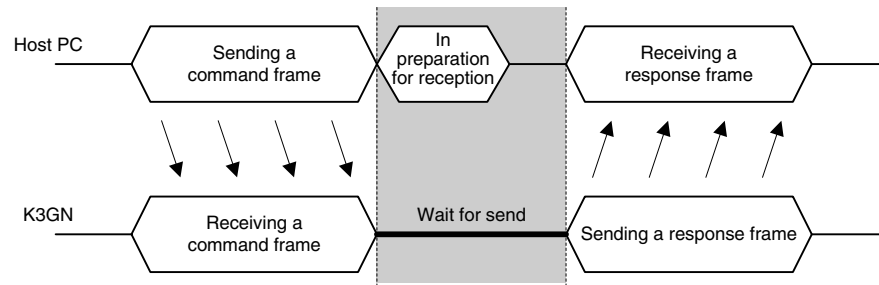 Host PC
Sending a
command frame
In
preparation
for reception
Receiving a
response frame
K3GN
Receiving a
command frame
Wait for send
Sending a response frame